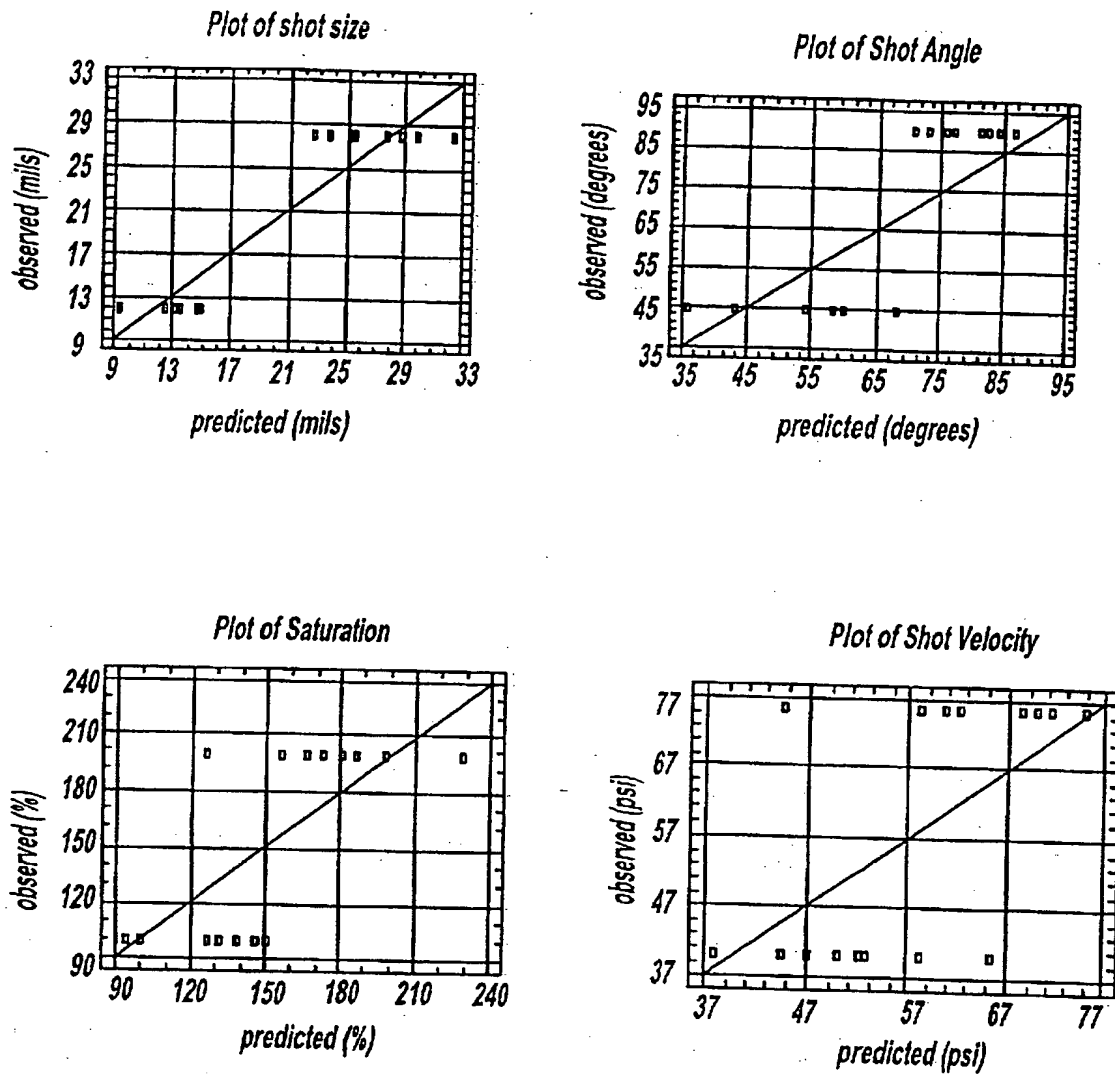 Plot of shot size
33
29
25
21
17
13
9
observed (mils)
9 13 17 21 25 29 33
predicted (mils)
Plot of Shot Angle
95
85
75
65
55
45
35
observed (degrees)
35 45 55 65 75 85 95
predicted (degrees)
Plot of Saturation
240
210
180
150
120
90
observed (%)
90 120 150 180 210 240
predicted (%)
Plot of Shot Velocity
77
67
57
47
37
observed (psi)
37 47 57 67 77
predicted (psi)